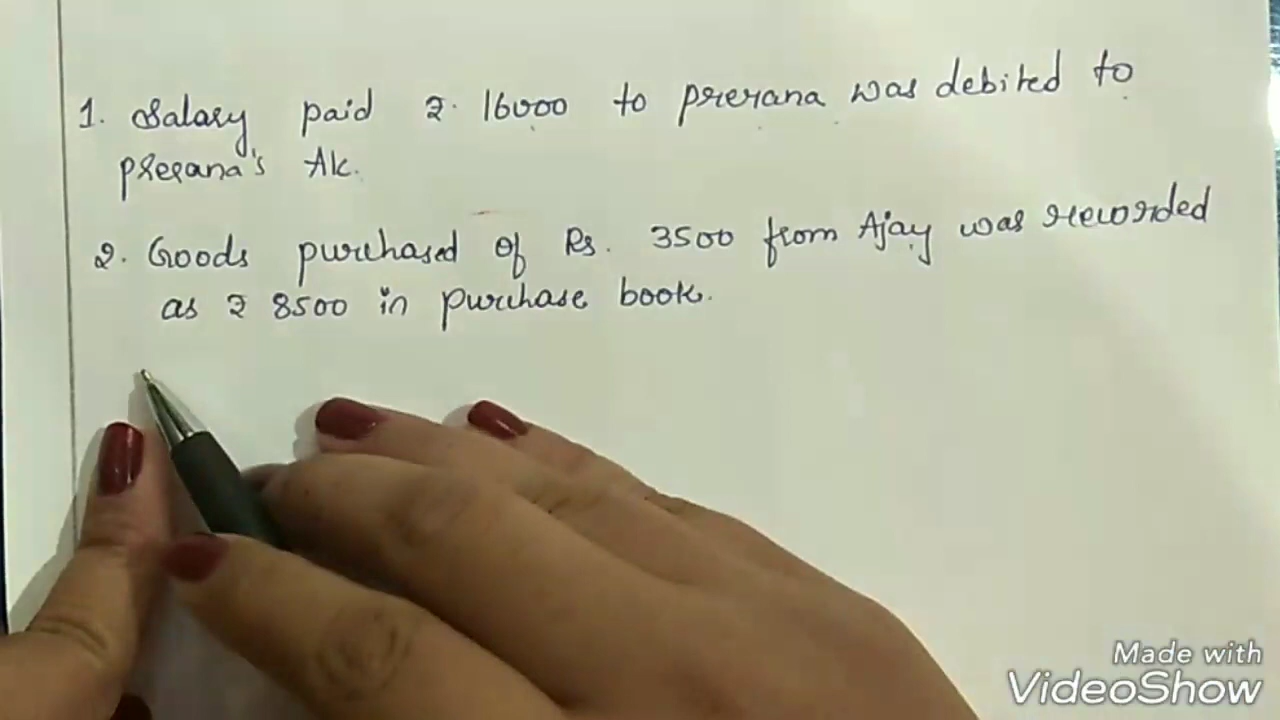 1. Salary paid ₹. 16000 to prerana was debited to
prerana's A/c.
2. Goods purchased of Rs. 3500 from Ajay was recorded
as ₹ 8500 in purchase book.
Made with
VideoShow